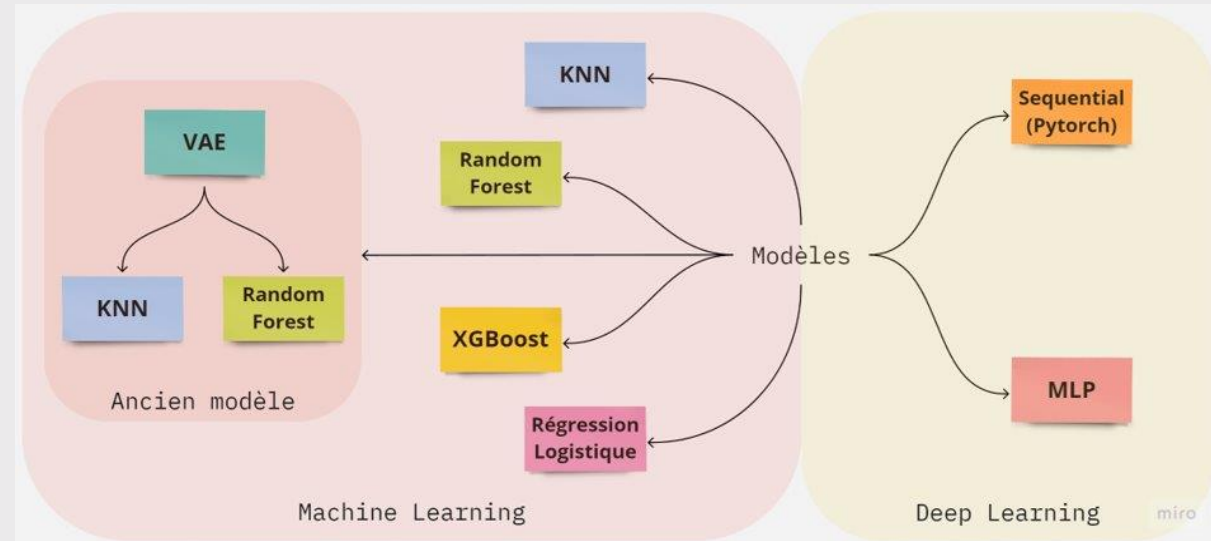 VAE
KNN
Random
Forest
Ancien modèle
KNN
Random
Forest
XGBoost
Régression
Logistique
Machine Learning
Modèles
Sequential
(Pytorch)
MLP
Deep Learning
miro